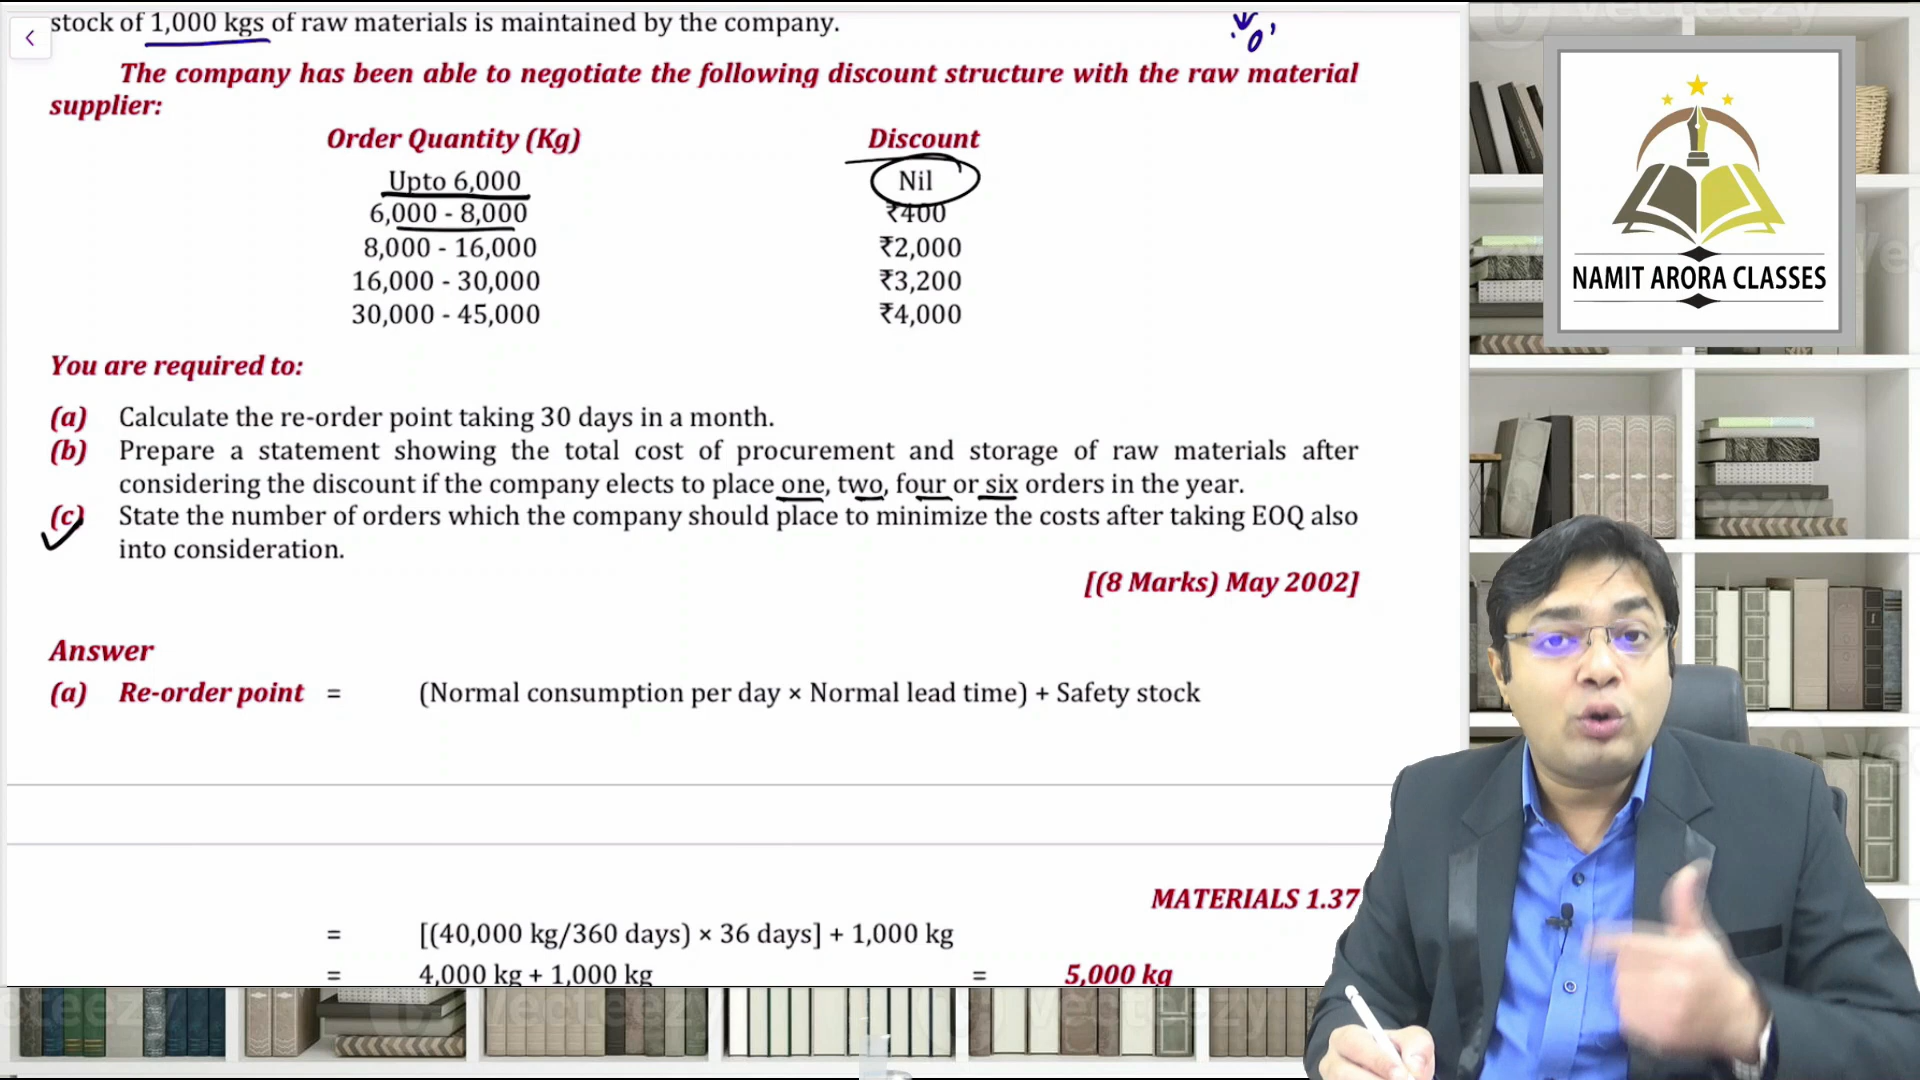 stock of 1,000 kgs of raw materials is maintained by the company.
The company has been able to negotiate the following discount structure with the raw material
supplier:
Order Quantity (Kg) Discount
Upto 6,000 Nil
6,000 - 8,000 ₹400
8,000 - 16,000 ₹2,000
16,000 - 30,000 ₹3,200
30,000 - 45,000 ₹4,000
You are required to:
(a) Calculate the re-order point taking 30 days in a month.
(b) Prepare a statement showing the total cost of procurement and storage of raw materials after
considering the discount if the company elects to place one, two, four or six orders in the year.
(c) State the number of orders which the company should place to minimize the costs after taking EOQ also
into consideration.
[(8 Marks) May 2002]
Answer
(a) Re-order point = (Normal consumption per day × Normal lead time) + Safety stock
MATERIALS 1.37
= [(40,000 kg/360 days) × 36 days] + 1,000 kg
= 4,000 kg + 1,000 kg = 5,000 kg
NAMIT ARORA CLASSES